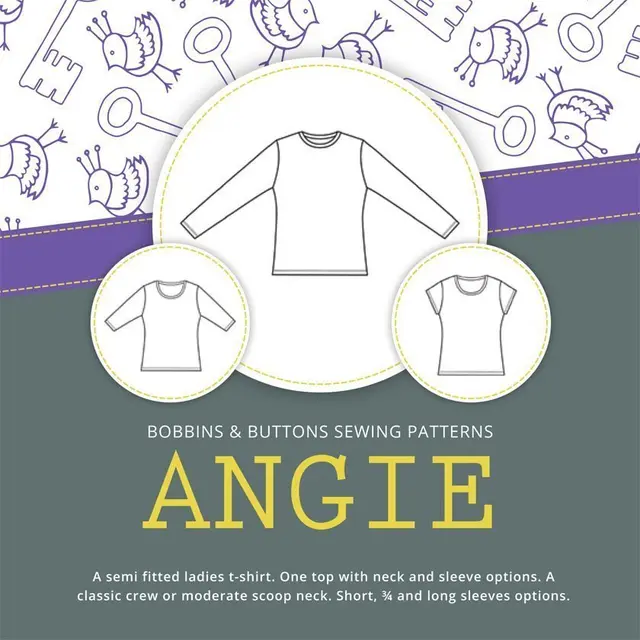 BOBBINS & BUTTONS SEWING PATTERNS
ANGIE
A semi fitted ladies t-shirt. One top with neck and sleeve options. A
classic crew or moderate scoop neck. Short, ¾ and long sleeves options.